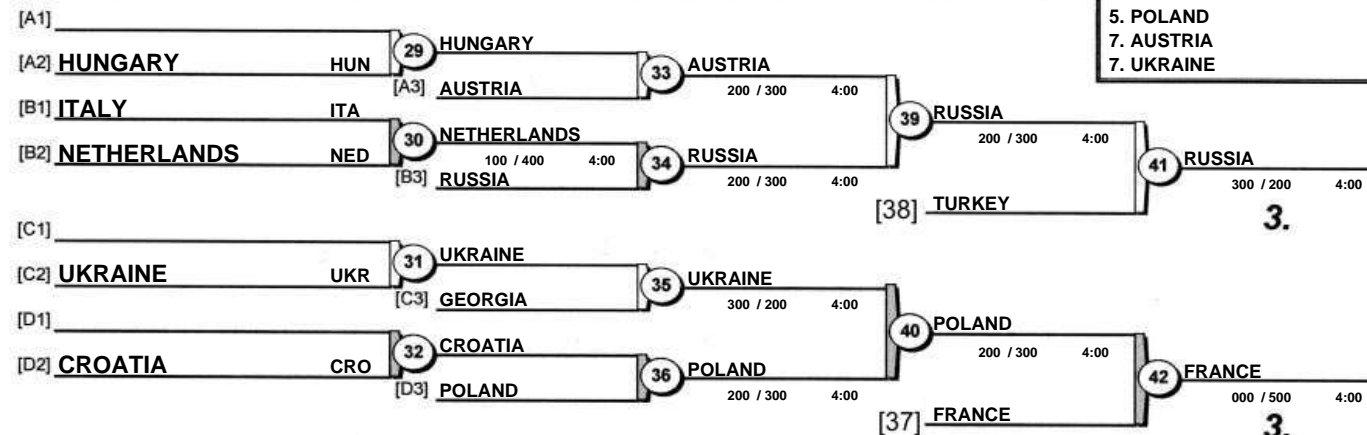 5. POLAND
7. AUSTRIA
7. UKRAINE
[A1]
[A2] HUNGARY HUN
29 HUNGARY
[A3] AUSTRIA
33 AUSTRIA
200 / 300 4:00
[B1] ITALY ITA
[B2] NETHERLANDS NED
30 NETHERLANDS
100 / 400 4:00
[B3] RUSSIA
34 RUSSIA
200 / 300 4:00
39 RUSSIA
200 / 300 4:00
[38] TURKEY
41 RUSSIA
300 / 200 4:00
3.
[C1]
[C2] UKRAINE UKR
31 UKRAINE
[C3] GEORGIA
35 UKRAINE
300 / 200 4:00
[D1]
[D2] CROATIA CRO
32 CROATIA
[D3] POLAND
36 POLAND
200 / 300 4:00
40 POLAND
200 / 300 4:00
[37] FRANCE
42 FRANCE
000 / 500 4:00
3.